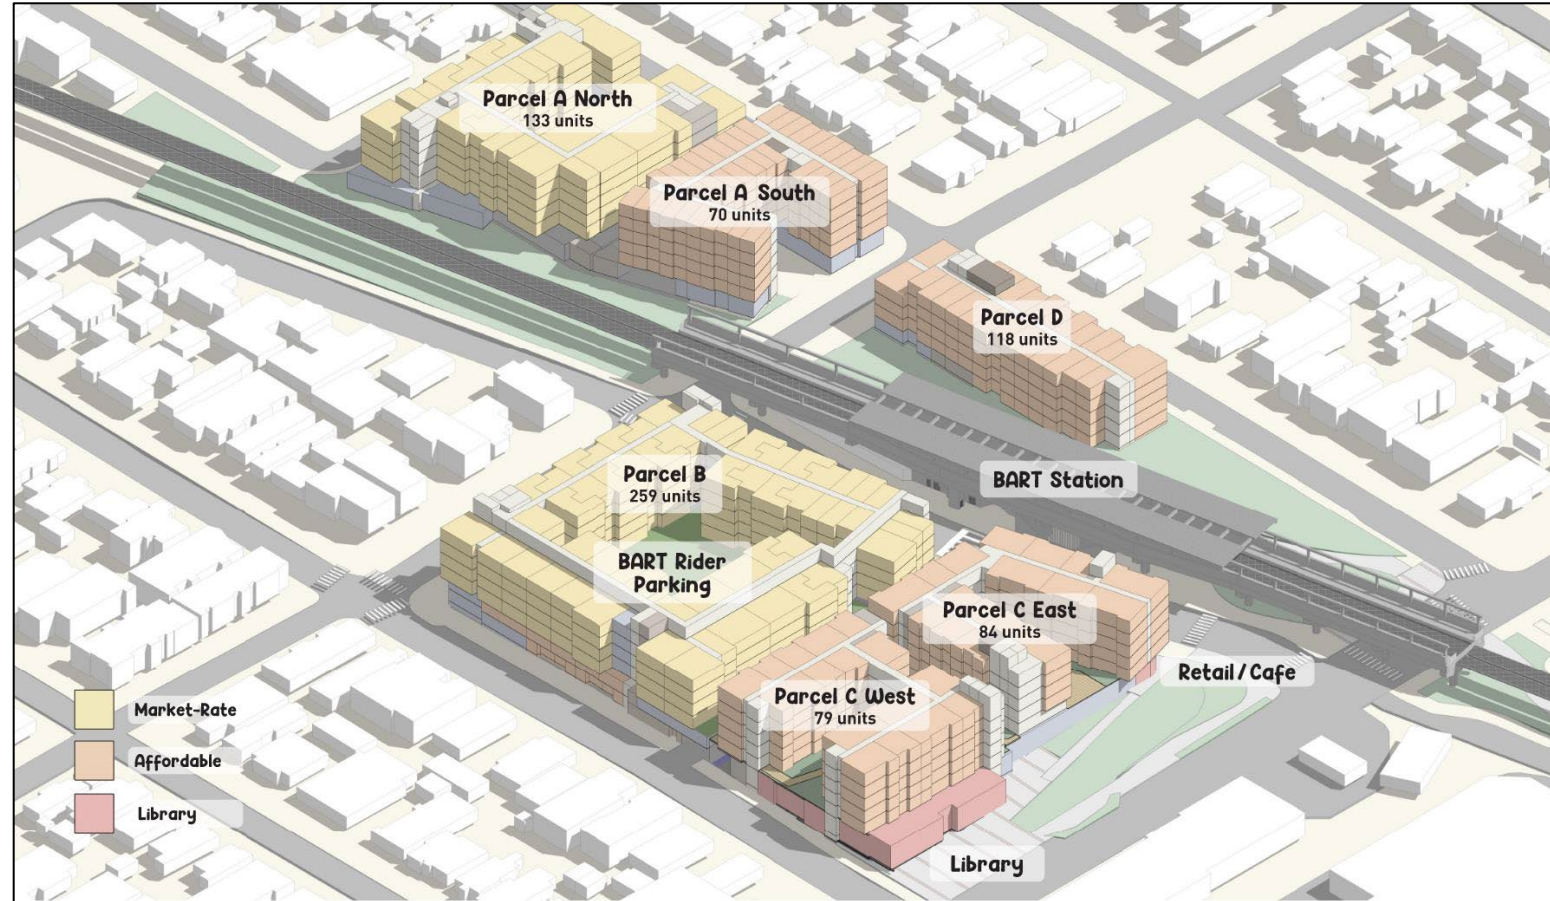 Parcel A North
133 units
Parcel A South
70 units
Parcel D
118 units
Parcel B
259 units
BART Station
BART Rider
Parking
Parcel C East
84 units
Retail/Cafe
Parcel C West
79 units
Market-Rate
Affordable
Library
Library